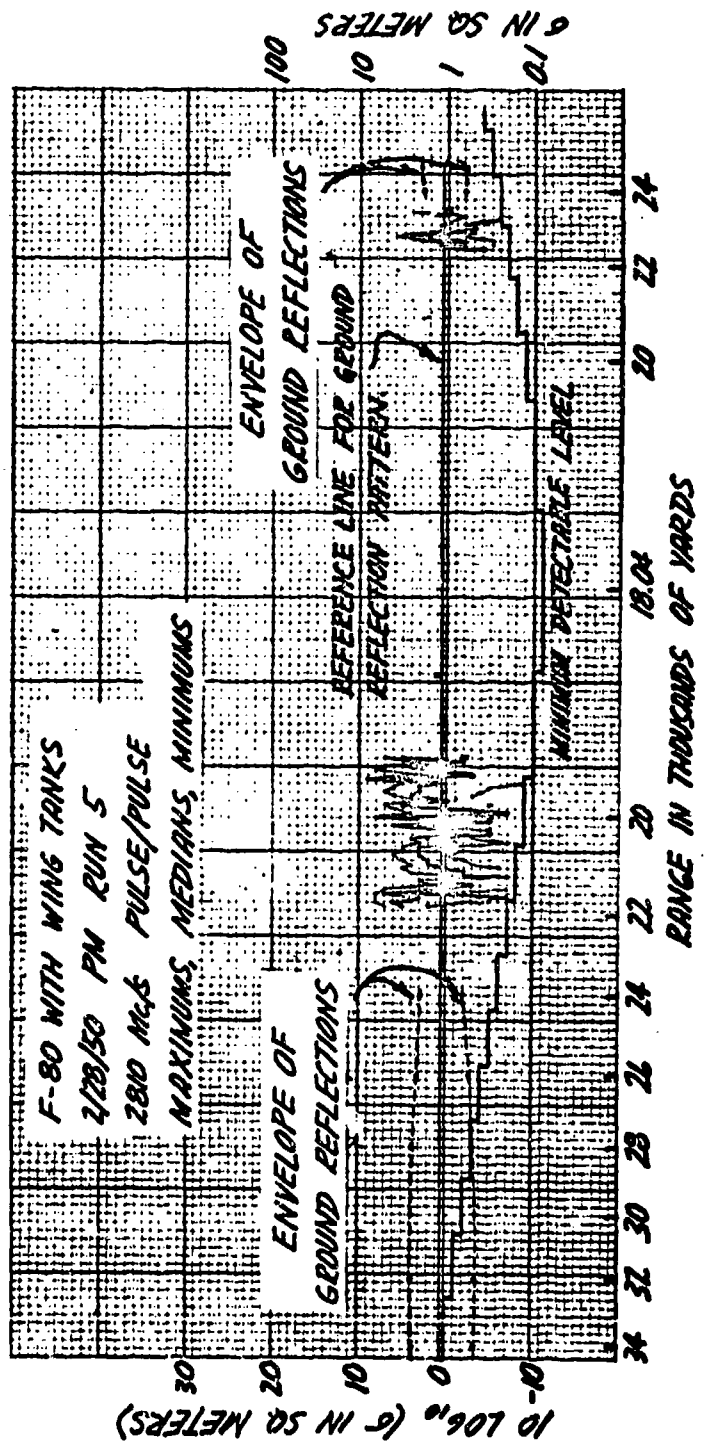 F-80 WITH WING TANKS
2/28/50 PM RUN 5
2810 Mc/s PULSE/PULSE
MAXIMUMS, MEDIANS, MINIMUMS
ENVELOPE OF
GROUND REFLECTIONS
ENVELOPE OF
GROUND REFLECTIONS
REFERENCE LINE FOR GROUND
REFLECTION PATTERN.
MINIMUM DETECTABLE LEVEL
10 LOG₁₀ (σ IN SQ. METERS)
30
20
10
0
-10
σ IN SQ METERS
100
10
1
0.1
34 32 30 28 26 24 22 20 18.04 20 22 24
RANGE IN THOUSANDS OF YARDS